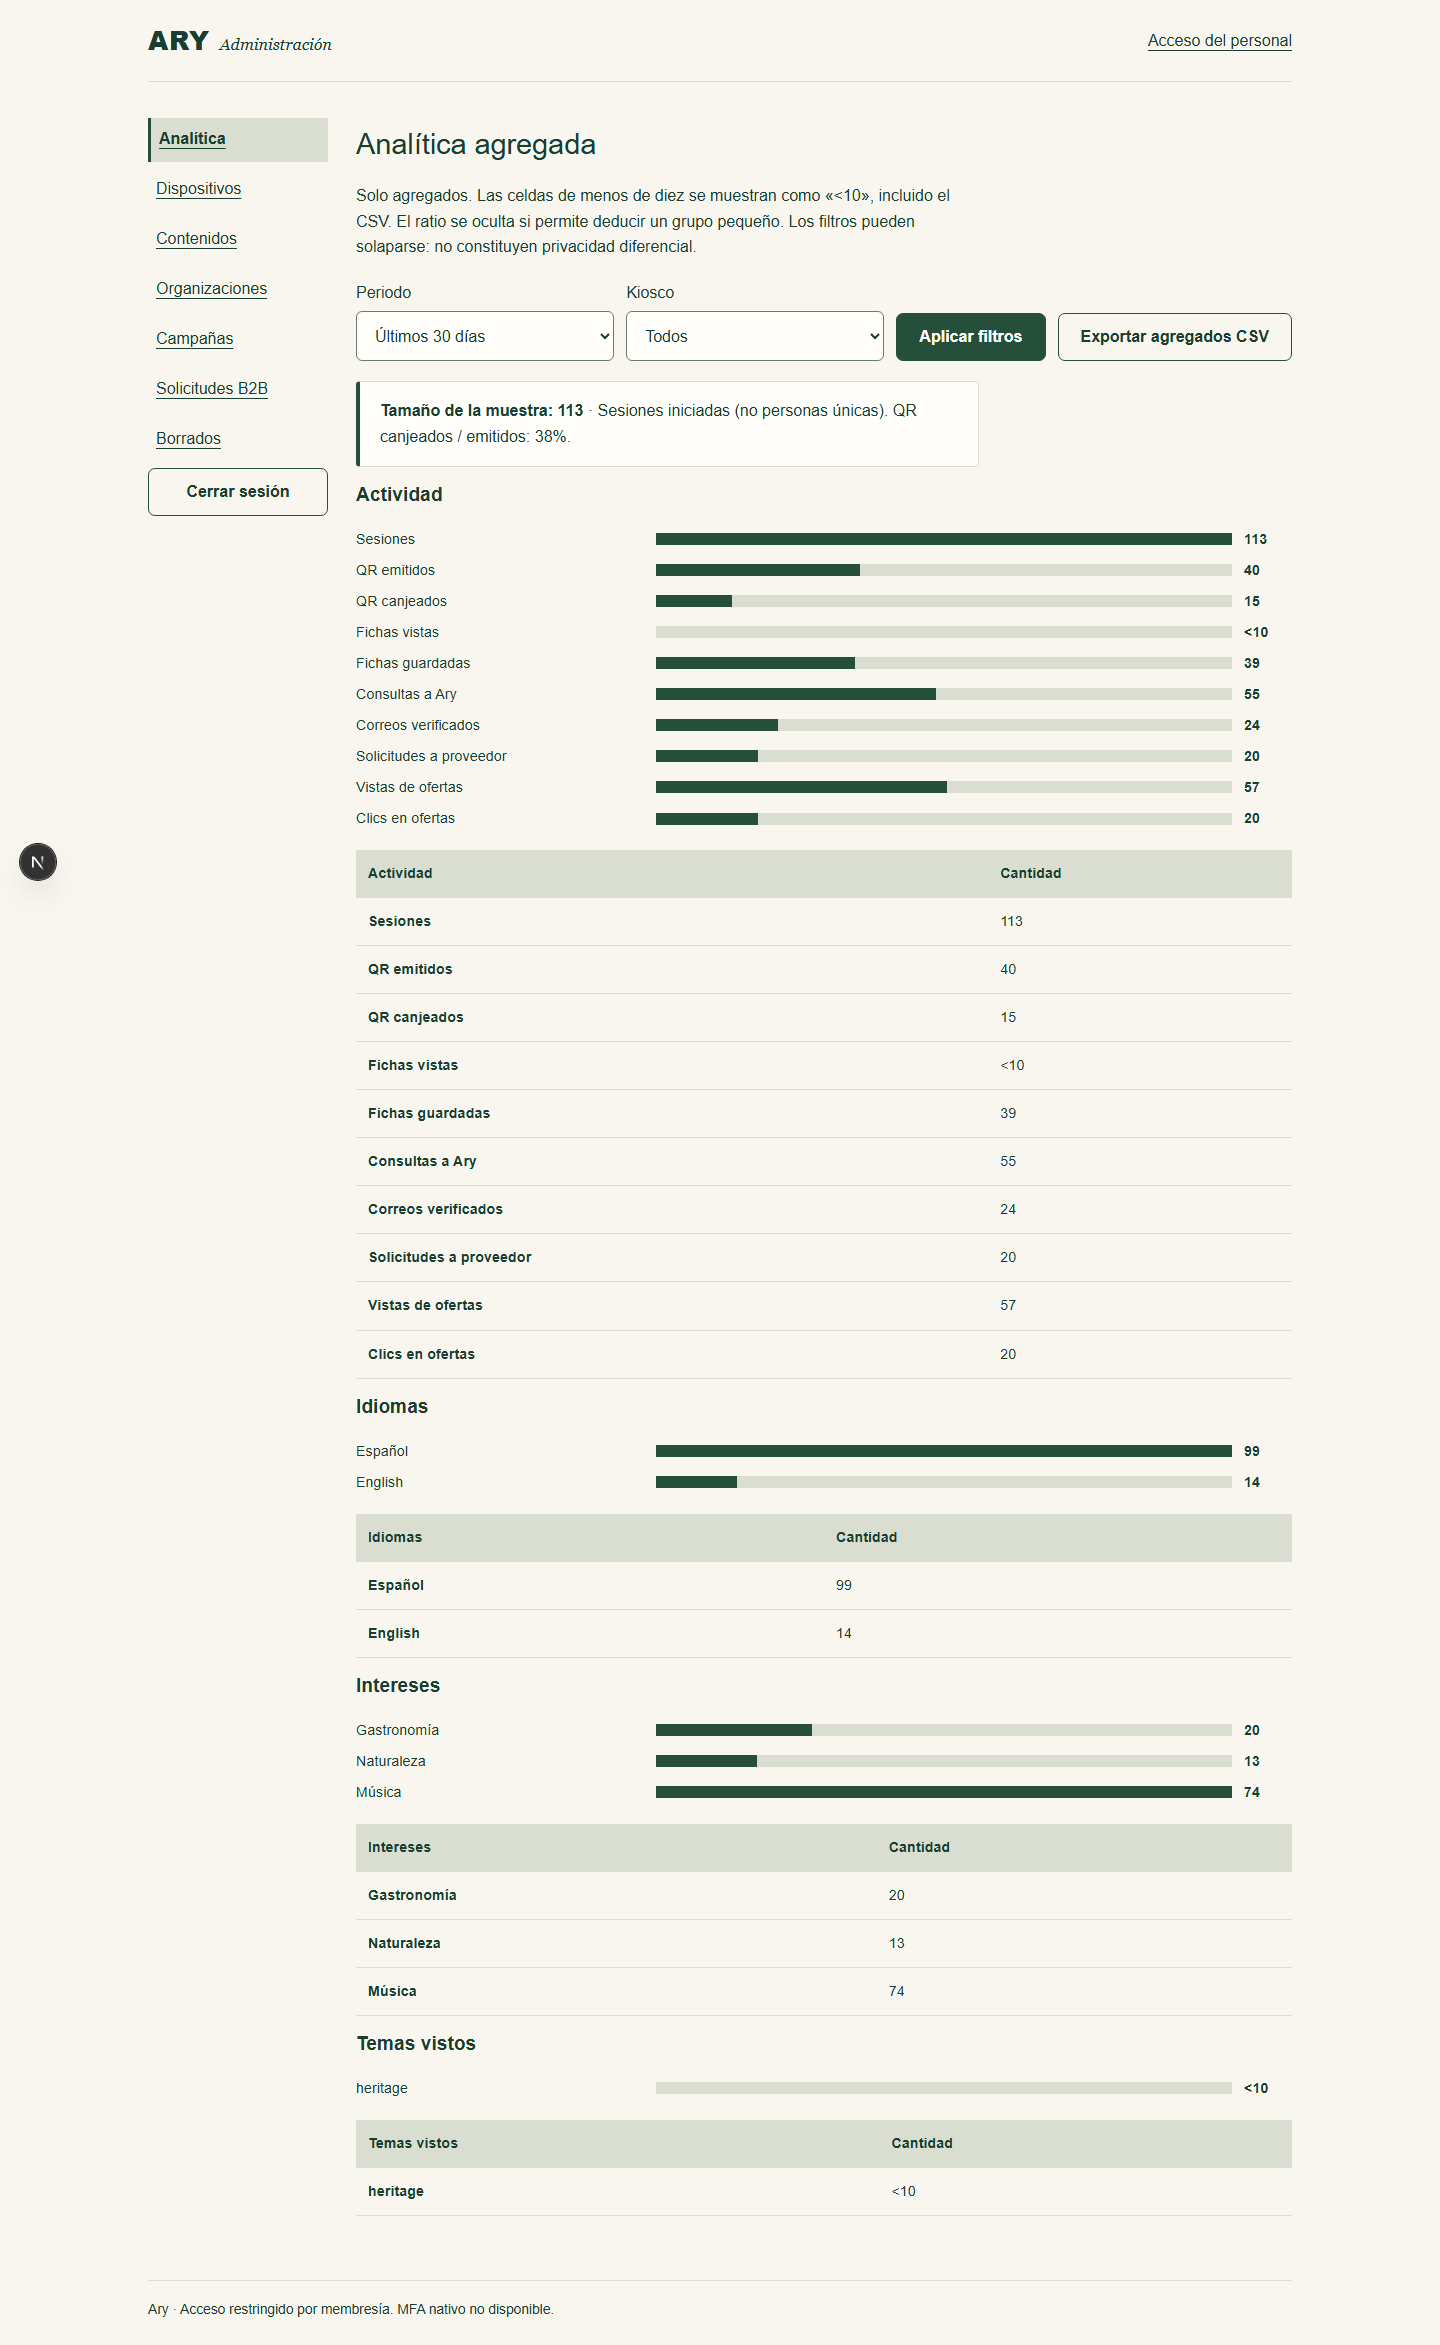 ARY Administración
Acceso del personal
Analítica
Dispositivos
Contenidos
Organizaciones
Campañas
Solicitudes B2B
Borrados
Cerrar sesión
Analítica agregada
Solo agregados. Las celdas de menos de diez se muestran como «<10», incluido el
CSV. El ratio se oculta si permite deducir un grupo pequeño. Los filtros pueden
solaparse: no constituyen privacidad diferencial.
Periodo
Kiosco
Últimos 30 días
Todos
Aplicar filtros
Exportar agregados CSV
Tamaño de la muestra: 113 · Sesiones iniciadas (no personas únicas). QR
canjeados / emitidos: 38%.
Actividad
Sesiones 113
QR emitidos 40
QR canjeados 15
Fichas vistas <10
Fichas guardadas 39
Consultas a Ary 55
Correos verificados 24
Solicitudes a proveedor 20
Vistas de ofertas 57
Clics en ofertas 20
Actividad Cantidad
Sesiones 113
QR emitidos 40
QR canjeados 15
Fichas vistas <10
Fichas guardadas 39
Consultas a Ary 55
Correos verificados 24
Solicitudes a proveedor 20
Vistas de ofertas 57
Clics en ofertas 20
Idiomas
Español 99
English 14
Idiomas Cantidad
Español 99
English 14
Intereses
Gastronomía 20
Naturaleza 13
Música 74
Intereses Cantidad
Gastronomía 20
Naturaleza 13
Música 74
Temas vistos
heritage <10
Temas vistos Cantidad
heritage <10
Ary · Acceso restringido por membresía. MFA nativo no disponible.
N